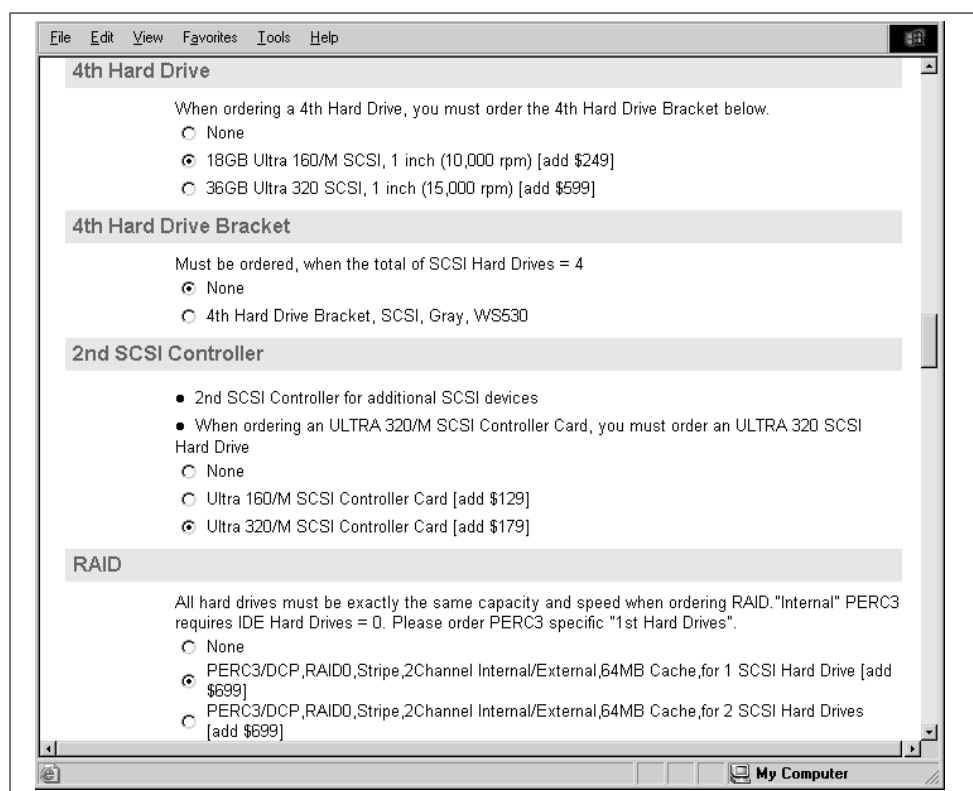 File Edit View Favorites Tools Help
4th Hard Drive
When ordering a 4th Hard Drive, you must order the 4th Hard Drive Bracket below.
None
18GB Ultra 160/M SCSI, 1 inch (10,000 rpm) [add $249]
36GB Ultra 320 SCSI, 1 inch (15,000 rpm) [add $599]
4th Hard Drive Bracket
Must be ordered, when the total of SCSI Hard Drives = 4
None
4th Hard Drive Bracket, SCSI, Gray, WS530
2nd SCSI Controller
• 2nd SCSI Controller for additional SCSI devices
• When ordering an ULTRA 320/M SCSI Controller Card, you must order an ULTRA 320 SCSI
Hard Drive
None
Ultra 160/M SCSI Controller Card [add $129]
Ultra 320/M SCSI Controller Card [add $179]
RAID
All hard drives must be exactly the same capacity and speed when ordering RAID."Internal" PERC3
requires IDE Hard Drives = 0. Please order PERC3 specific "1st Hard Drives".
None
PERC3/DCP,RAID0,Stripe,2Channel Internal/External,64MB Cache,for 1 SCSI Hard Drive [add
$699]
PERC3/DCP,RAID0,Stripe,2Channel Internal/External,64MB Cache,for 2 SCSI Hard Drives
[add $699]
My Computer